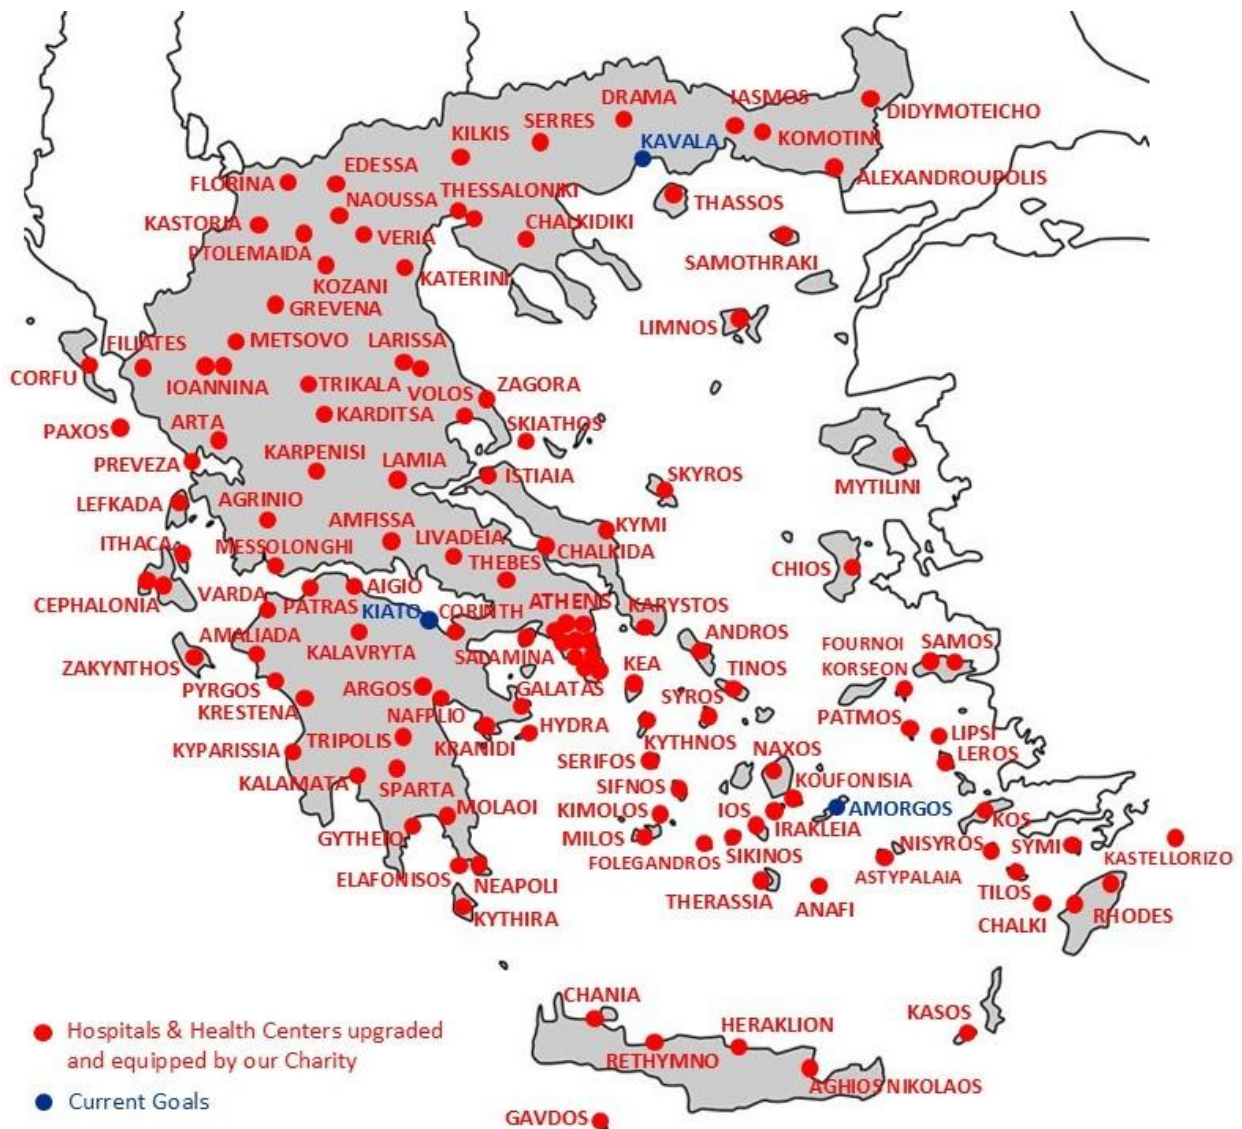 DRAMA
IASMOS
DIDYMOTEICHO
SERRES
KILKIS
KAVALA
KOMOTINI
EDESSA
ALEXANDROUPOLIS
FLORINA
NAOUSSA
THESSALONIKI
THASSOS
KASTORIA
CHALKIDIKI
VERIA
PTOLEMAIDA
SAMOTHRAKI
KOZANI
KATERINI
GREVENA
LIMNOS
METSOVO
LARISSA
FILIATES
CORFU
IOANNINA
TRIKALA
ZAGORA
VOLOS
KARDITSA
ARTA
SKIATHOS
PAXOS
KARPENISI
LAMIA
PREVEZA
ISTIAIA
SKYROS
MYTILINI
LEFKADA
AGRINIO
AMFISSA
KYMI
ITHACA
MESSOLONGHI
LIVADEIA
CHALKIDA
THEBES
CHIOS
CEPHALONIA
VARDA
PATRAS
AIGIO
KIATO
CORINTH
ATHENS
KARYSTOS
AMALIADA
ANDROS
FOURNOI
KORSEON
SAMOS
ZAKYNTHOS
KALAVRYTA
SALAMINA
KEA
TINOS
PYRGOS
ARGOS
GALATAS
SYROS
KRESTENA
NAFPLIO
HYDRA
PATMOS
LIPSI
KYPARISSIA
TRIPOLIS
KRANIDI
KYTHNOS
NAXOS
LEROS
SERIFOS
KALAMATA
SPARTA
SIFNOS
KOUFONISIA
MOLAOI
KIMOLOS
IOS
AMORGOS
KOS
GYTHEIO
MILOS
IRAKLEIA
NISYROS
SYMI
KASTELLORIZO
FOLEGANDROS
SIKINOS
ELAFONISOS
NEAPOLI
ASTYPALAIA
TILOS
KYTHIRA
THERASSIA
ANAFI
CHALKI
RHODES
CHANIA
KASOS
HERAKLION
RETHYMNO
AGHIOS NIKOLAOS
GAVDOS
Hospitals & Health Centers upgraded
and equipped by our Charity
Current Goals